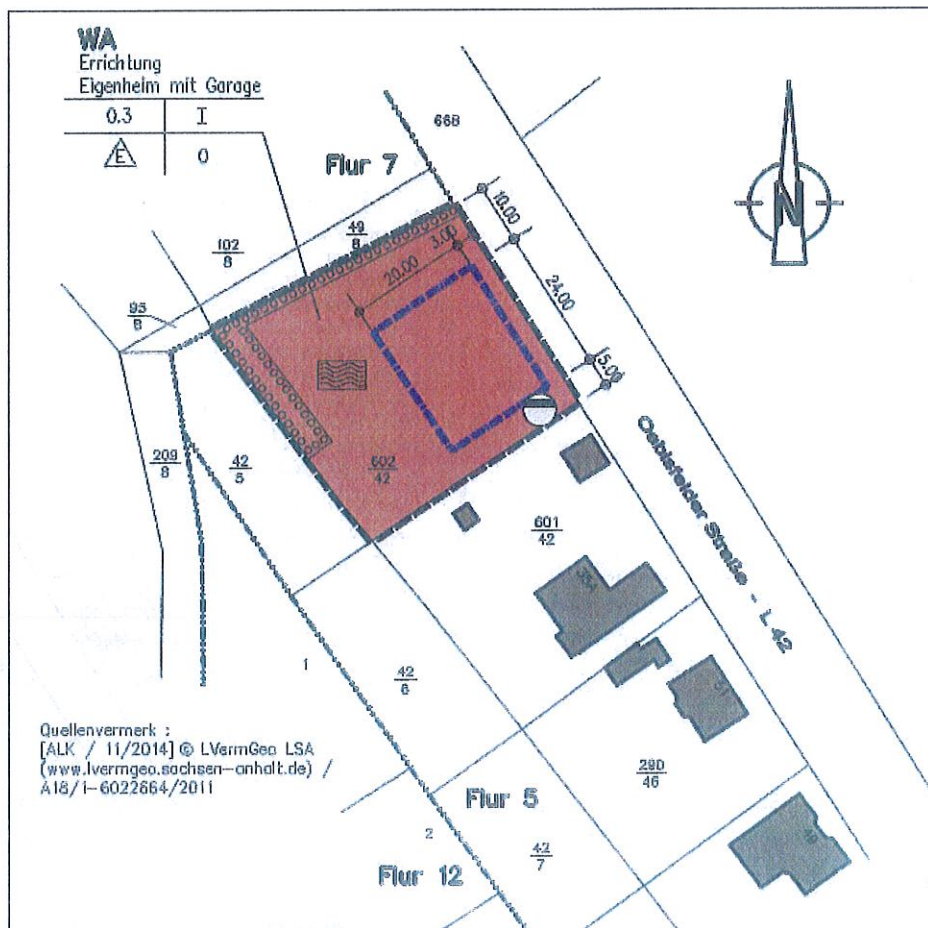 WA
Errichtung
Eigenheim mit Garage
0.3 I
E O
668
Flur 7
10.00
49
8
3.00
102
8
20.00
24.00
95
8
5.00
N
209
8
42
5
602
42
601
42
Oebisfelder Straße - L 42
1
42
6
Quellenvermerk :
[ALK / 11/2014] © LVermGeo LSA
(www.lvermgeo.sachsen-anhalt.de) /
A18/1-6022664/2011
290
46
Flur 5
2
42
7
Flur 12